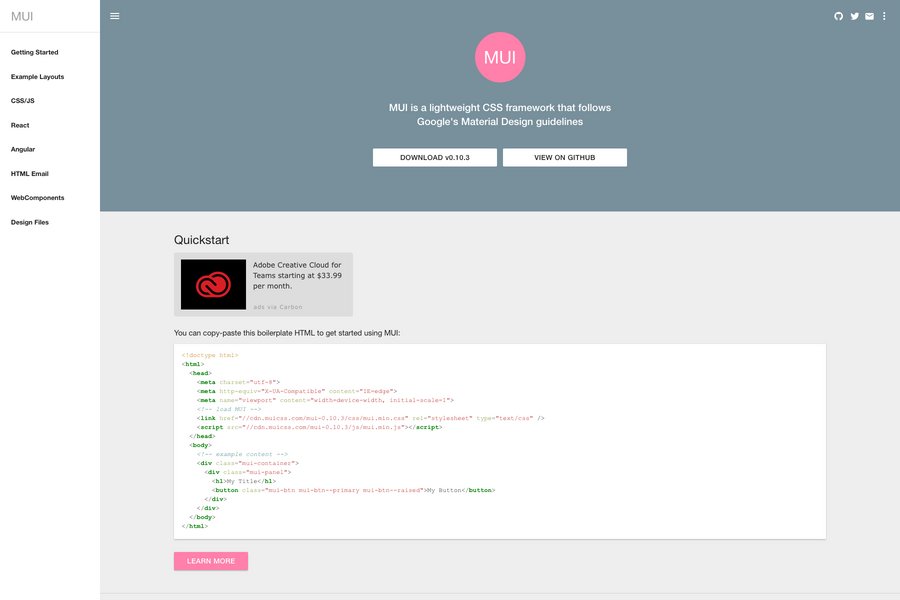 MUI
Getting Started
Example Layouts
CSS/JS
React
Angular
HTML Email
WebComponents
Design Files
MUI
MUI is a lightweight CSS framework that follows
Google's Material Design guidelines
DOWNLOAD v0.10.3
VIEW ON GITHUB
Quickstart
Adobe Creative Cloud for
Teams starting at $33.99
per month.
ads via Carbon
You can copy-paste this boilerplate HTML to get started using MUI:
<!doctype html>
<html>
  <head>
    <meta charset="utf-8">
    <meta http-equiv="X-UA-Compatible" content="IE=edge">
    <meta name="viewport" content="width=device-width, initial-scale=1">
    <!-- load MUI -->
    <link href="//cdn.muicss.com/mui-0.10.3/css/mui.min.css" rel="stylesheet" type="text/css" />
    <script src="//cdn.muicss.com/mui-0.10.3/js/mui.min.js"></script>
  </head>
  <body>
    <!-- example content -->
    <div class="mui-container">
      <div class="mui-panel">
        <h1>My Title</h1>
        <button class="mui-btn mui-btn--primary mui-btn--raised">My Button</button>
      </div>
    </div>
  </body>
</html>
LEARN MORE